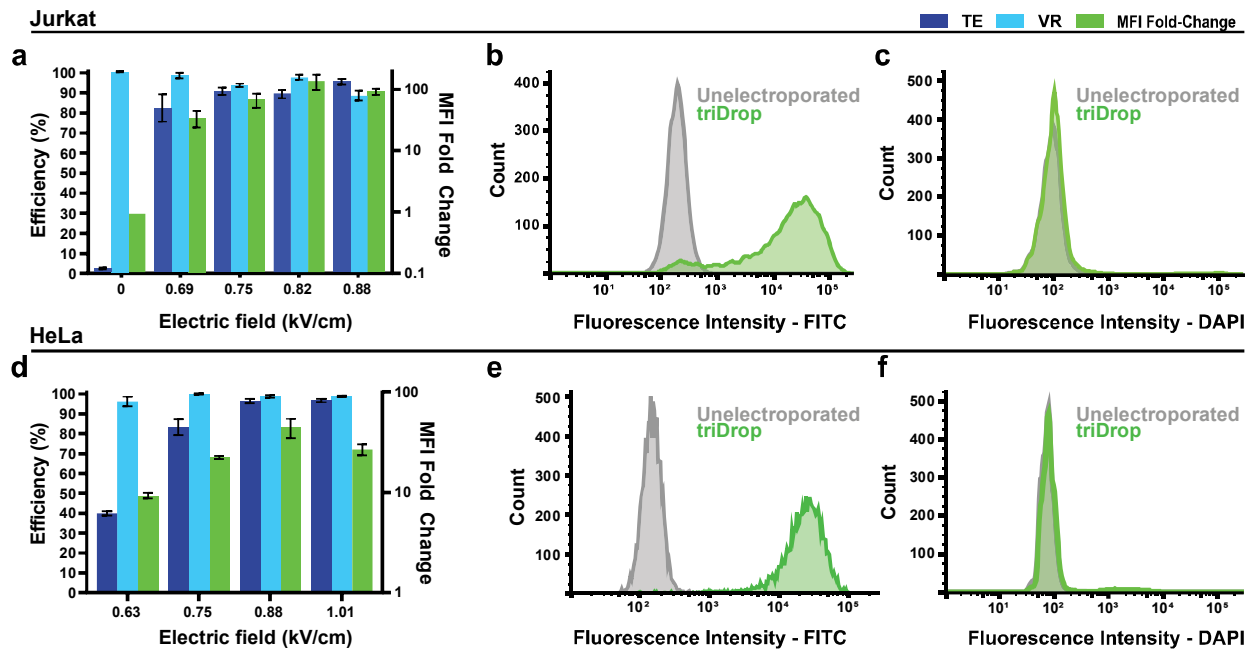 Jurkat
TE VR MFI Fold-Change
a
100
90
80
70
60
50
40
30
20
10
0
Efficiency (%)
100
10
1
0.1
MFI Fold Change
0 0.69 0.75 0.82 0.88
Electric field (kV/cm)
b
400
300
200
100
Count
Unelectroporated
triDrop
10¹ 10² 10³ 10⁴ 10⁵
Fluorescence Intensity - FITC
c
500
400
300
200
100
Count
Unelectroporated
triDrop
10¹ 10² 10³ 10⁴ 10⁵
Fluorescence Intensity - DAPI
HeLa
d
100
90
80
70
60
50
40
30
20
10
0
Efficiency (%)
100
10
1
MFI Fold Change
0.63 0.75 0.88 1.01
Electric field (kV/cm)
e
500
400
300
200
100
Count
Unelectroporated
triDrop
10² 10³ 10⁴ 10⁵
Fluorescence Intensity - FITC
f
500
400
300
200
100
Count
Unelectroporated
triDrop
10¹ 10² 10³ 10⁴ 10⁵
Fluorescence Intensity - DAPI